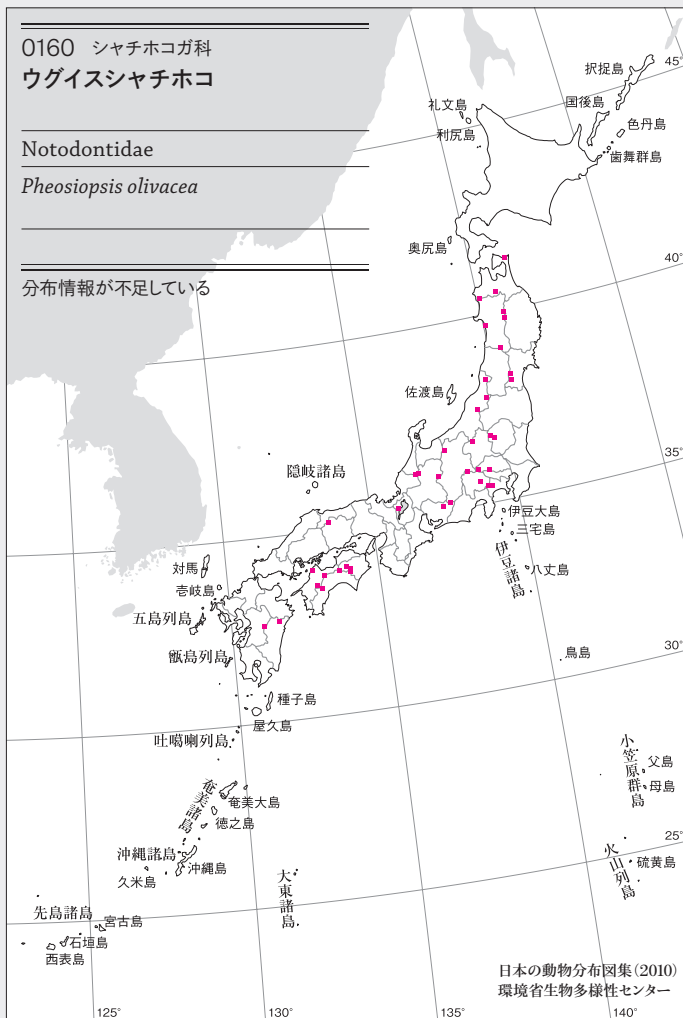 0160 シャチホコガ科
ウグイスシャチホコ
Notodontidae
Pheosiopsis olivacea
分布情報が不足している
択捉島
45°
国後島
礼文島
色丹島
利尻島
歯舞群島
奥尻島
40°
佐渡島
35°
隠岐諸島
伊豆大島
三宅島
対馬
八丈島
伊豆諸島
壱岐島
五島列島
甑島列島
鳥島
30°
種子島
屋久島
吐噶喇列島
小笠原群島
父島
母島
奄美諸島
奄美大島
徳之島
25°
沖縄諸島
沖縄島
火山列島
硫黄島
久米島
大東諸島
先島諸島
宮古島
石垣島
西表島
日本の動物分布図集(2010)
環境省生物多様性センター
125°
130°
135°
140°